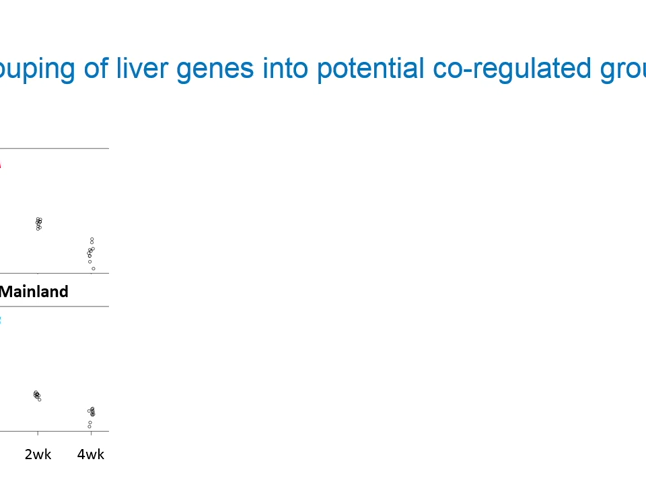 ouping of liver genes into potential co-regulated grou
Mainland
2wk 4wk